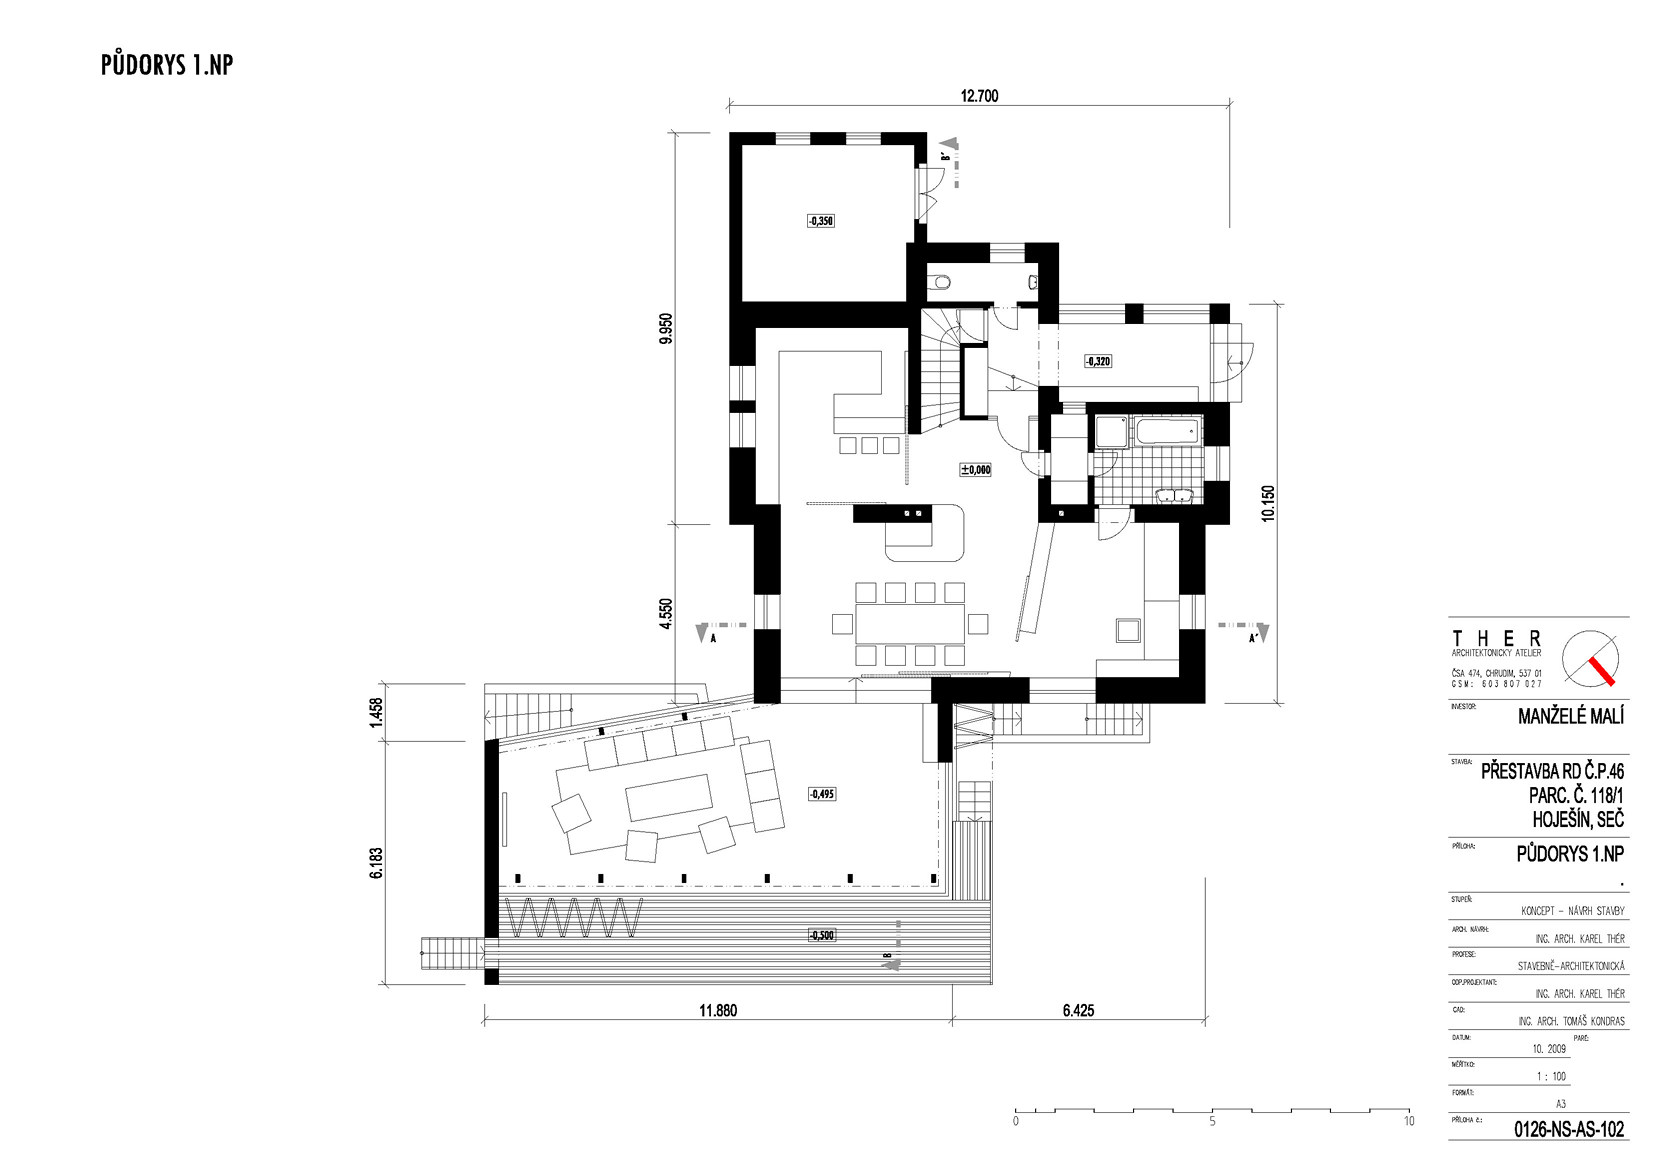 PŮDORYS 1.NP
12.700
B´
-0,350
9.950
-0,320
±0,000
10.150
4.550
A
A´
1.458
-0,495
6.183
-0,500
B
11.880
6.425
0
5
10
THER
ARCHITEKTONICKÝ ATELIER
ČSA 474, CHRUDIM, 537 01
GSM: 603 807 027
INVESTOR:
MANŽELÉ MALÍ
STAVBA:
PŘESTAVBA RD Č.P.46
PARC. Č. 118/1
HOJEŠÍN, SEČ
PŘÍLOHA:
PŮDORYS 1.NP
.
STUPEŇ:
KONCEPT - NÁVRH STAVBY
ARCH. NÁVRH:
ING. ARCH. KAREL THÉR
PROFESE:
STAVEBNĚ-ARCHITEKTONICKÁ
ODP.PROJEKTANT:
ING. ARCH. KAREL THÉR
CAD:
ING. ARCH. TOMÁŠ KONDRAS
DATUM:
PARÉ:
10. 2009
MĚŘÍTKO:
1 : 100
FORMÁT:
A3
PŘÍLOHA č.:
0126-NS-AS-102